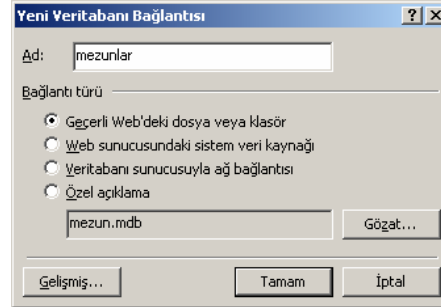 Yeni Veritabanı Bağlantısı
Ad: mezunlar
Bağlantı türü
Geçerli Web'deki dosya veya klasör
Web sunucusundaki sistem veri kaynağı
Veritabanı sunucusuyla ağ bağlantısı
Özel açıklama
mezun.mdb Gözat...
Gelişmiş... Tamam İptal